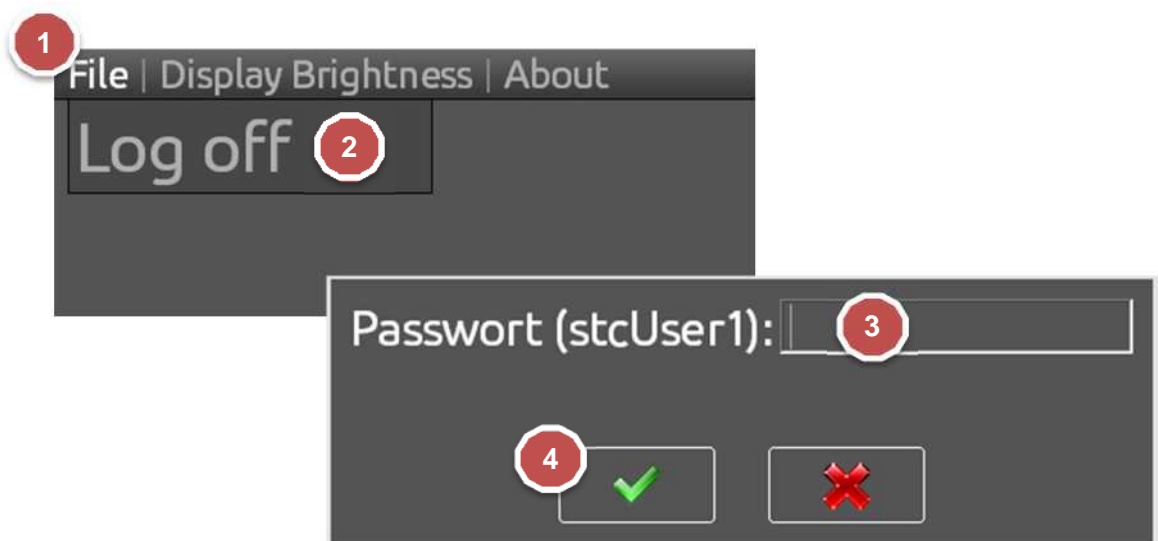 1
File | Display Brightness | About
Log off 2
Passwort (stcUser1): 3
4